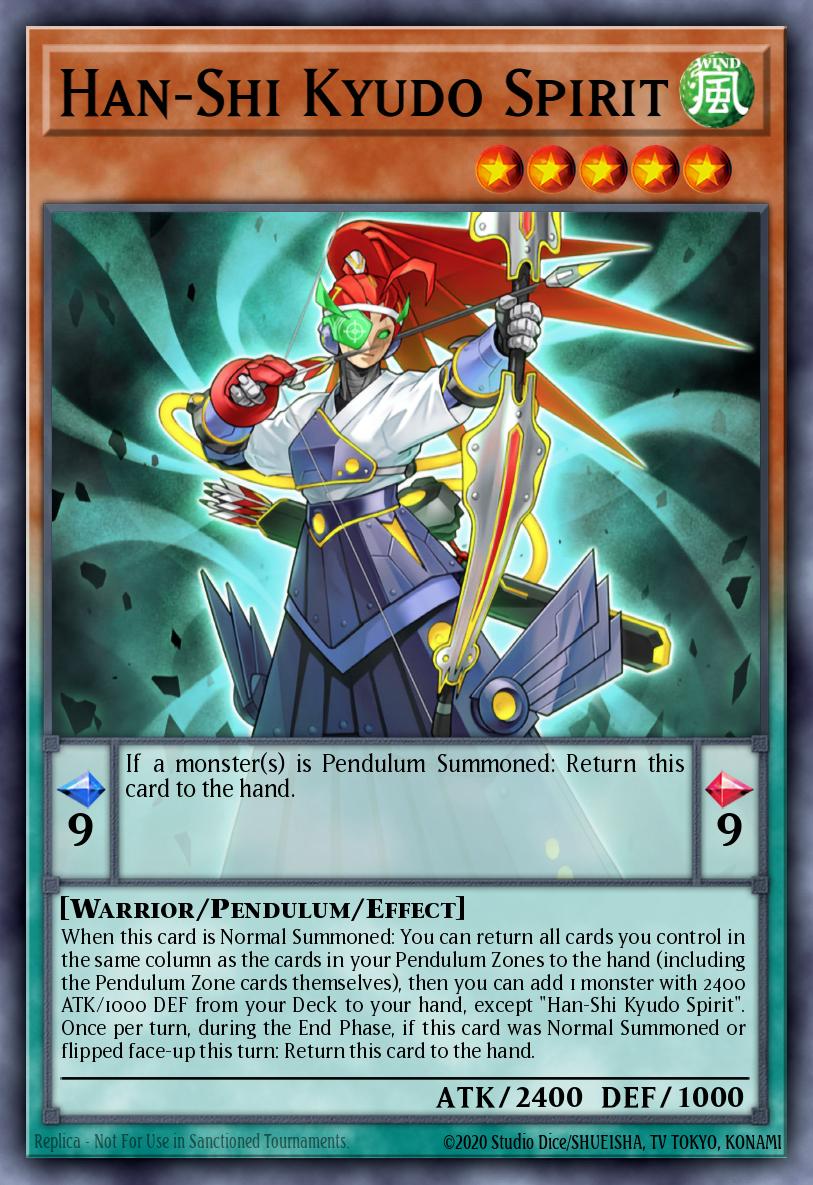 Han-Shi Kyudo Spirit
WIND
風
If a monster(s) is Pendulum Summoned: Return this
card to the hand.
9
9
[Warrior/Pendulum/Effect]
When this card is Normal Summoned: You can return all cards you control in
the same column as the cards in your Pendulum Zones to the hand (including
the Pendulum Zone cards themselves), then you can add 1 monster with 2400
ATK/1000 DEF from your Deck to your hand, except "Han-Shi Kyudo Spirit".
Once per turn, during the End Phase, if this card was Normal Summoned or
flipped face-up this turn: Return this card to the hand.
ATK/2400 DEF/1000
Replica - Not For Use in Sanctioned Tournaments.
©2020 Studio Dice/SHUEISHA, TV TOKYO, KONAMI